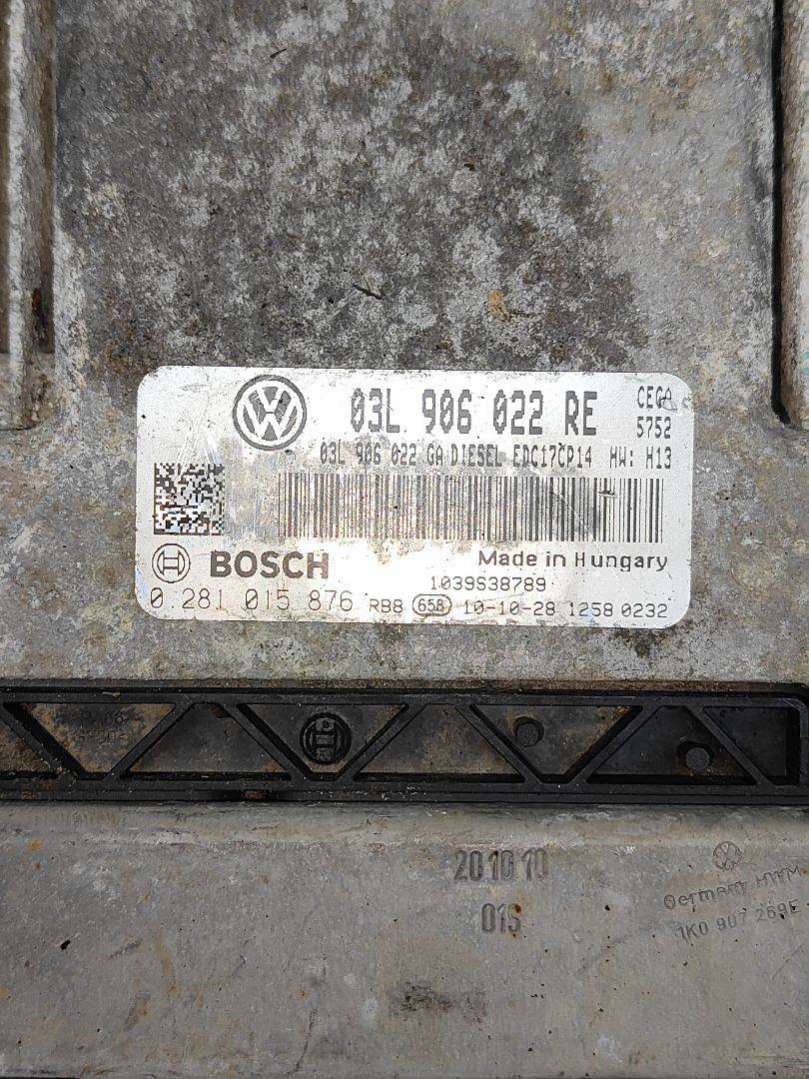 03L 906 022 RE
CEGA
5752
03L 906 022 GA DIESEL EDC17CP14 HW: H13
BOSCH
Made in Hungary
1039S38789
0 281 015 876 RB8 658 10-10-28 1258 0232
201010
01S
Germany
1K0 907 269E